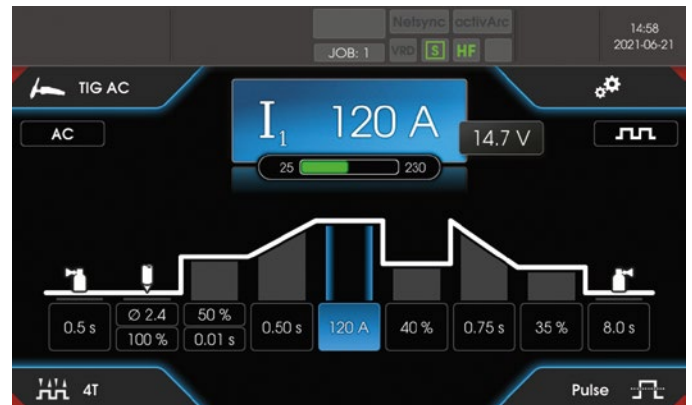 Netsync activArc
14:58
JOB: 1 VRD S HF
2021-06-21
TIG AC
I1 120 A
AC
14.7 V
25 230
0.5 s
Ø 2.4
100 %
50 %
0.01 s
0.50 s
120 A
40 %
0.75 s
35 %
8.0 s
4T
Pulse